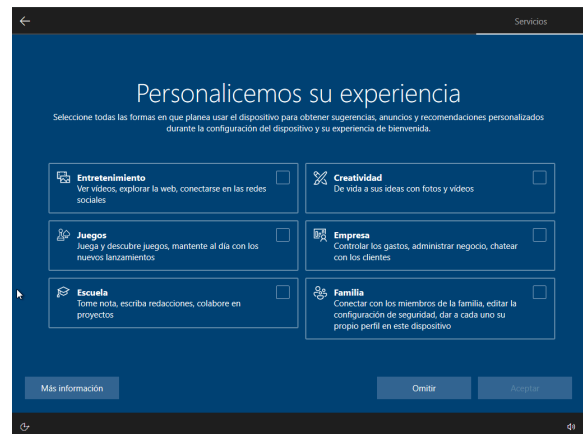 Servicios
Personalicemos su experiencia
Seleccione todas las formas en que planea usar el dispositivo para obtener sugerencias, anuncios y recomendaciones personalizados
durante la configuración del dispositivo y su experiencia de bienvenida.
Entretenimiento
Ver vídeos, explorar la web, conectarse en las redes
sociales
Creatividad
De vida a sus ideas con fotos y vídeos
Juegos
Juega y descubre juegos, mantente al día con los
nuevos lanzamientos
Empresa
Controlar los gastos, administrar negocio, chatear
con los clientes
Escuela
Tome nota, escriba redacciones, colabore en
proyectos
Familia
Conectar con los miembros de la familia, editar la
configuración de seguridad, dar a cada uno su
propio perfil en este dispositivo
Más información
Omitir
Aceptar